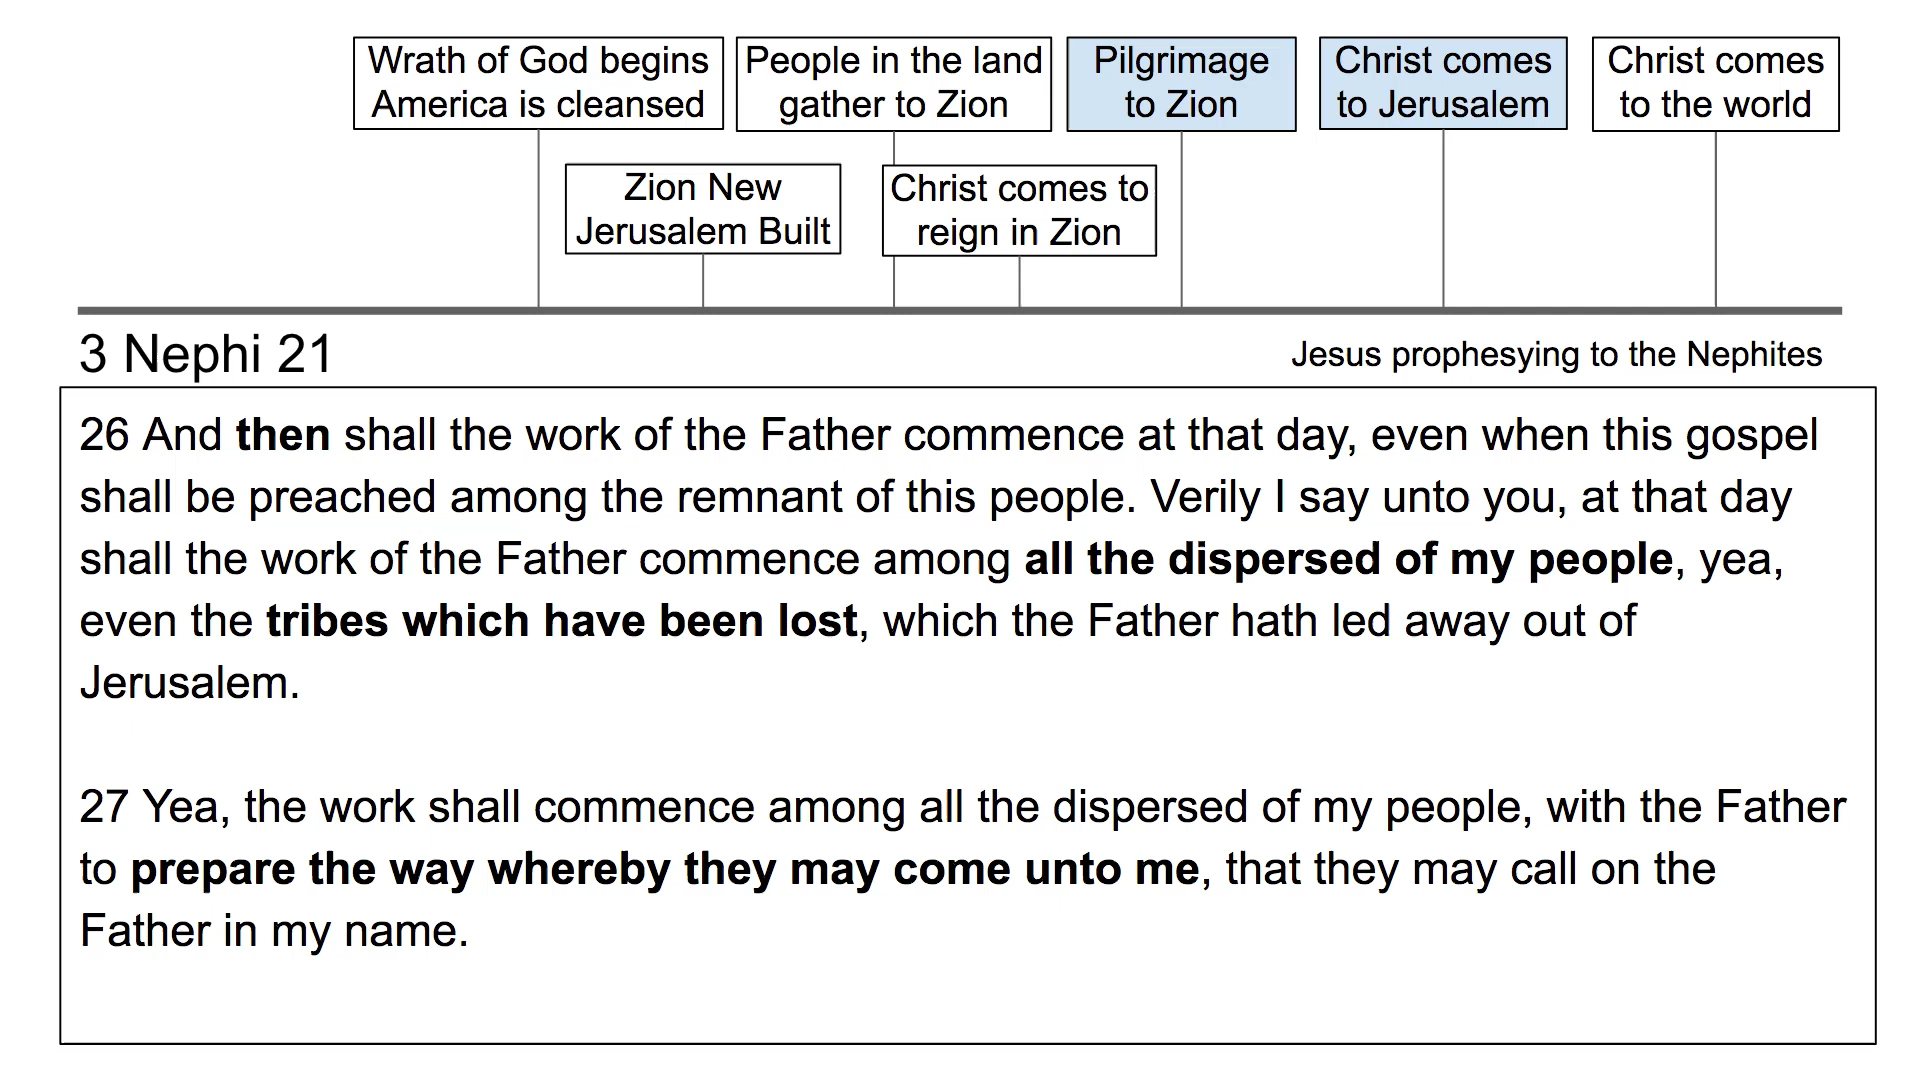 Wrath of God begins
America is cleansed
People in the land
gather to Zion
Pilgrimage
to Zion
Christ comes
to Jerusalem
Christ comes
to the world
Zion New
Jerusalem Built
Christ comes to
reign in Zion
3 Nephi 21
Jesus prophesying to the Nephites
26 And then shall the work of the Father commence at that day, even when this gospel
shall be preached among the remnant of this people. Verily I say unto you, at that day
shall the work of the Father commence among all the dispersed of my people, yea,
even the tribes which have been lost, which the Father hath led away out of
Jerusalem.
27 Yea, the work shall commence among all the dispersed of my people, with the Father
to prepare the way whereby they may come unto me, that they may call on the
Father in my name.